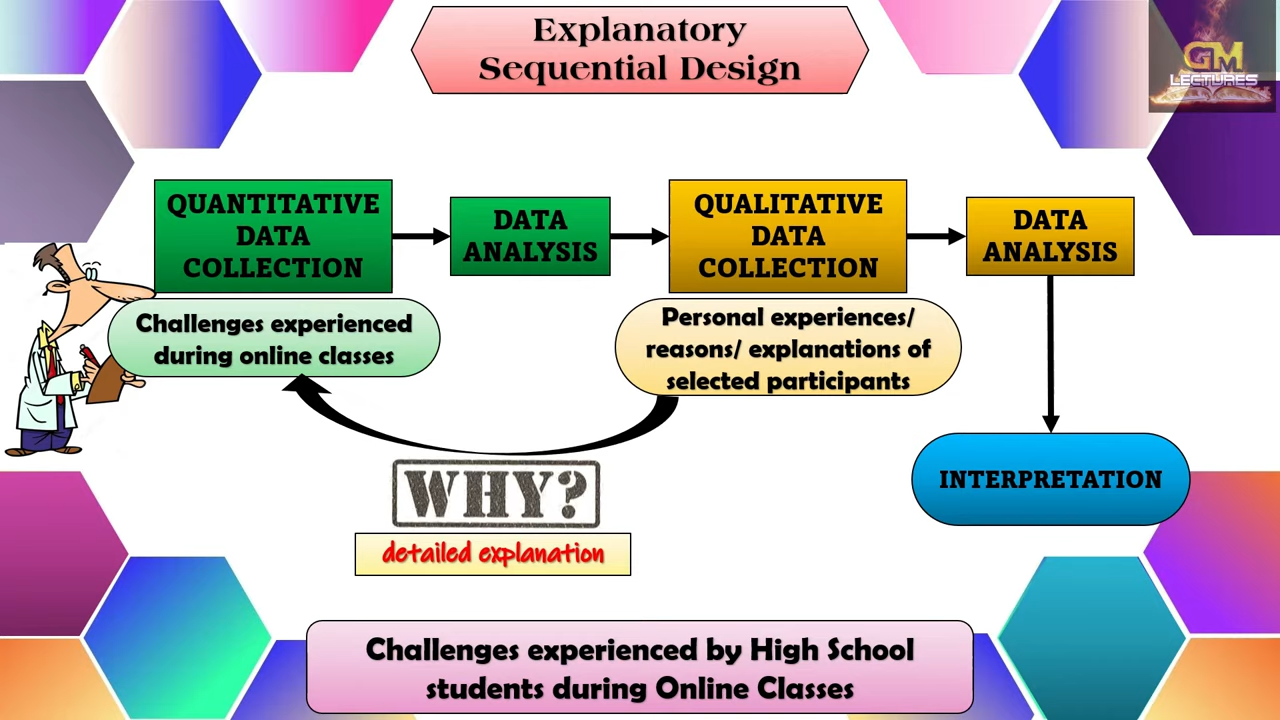 Explanatory
Sequential Design
GM
LECTURES
QUANTITATIVE
DATA
COLLECTION
DATA
ANALYSIS
QUALITATIVE
DATA
COLLECTION
DATA
ANALYSIS
Challenges experienced
during online classes
Personal experiences/
reasons/ explanations of
selected participants
INTERPRETATION
WHY?
detailed explanation
Challenges experienced by High School
students during Online Classes